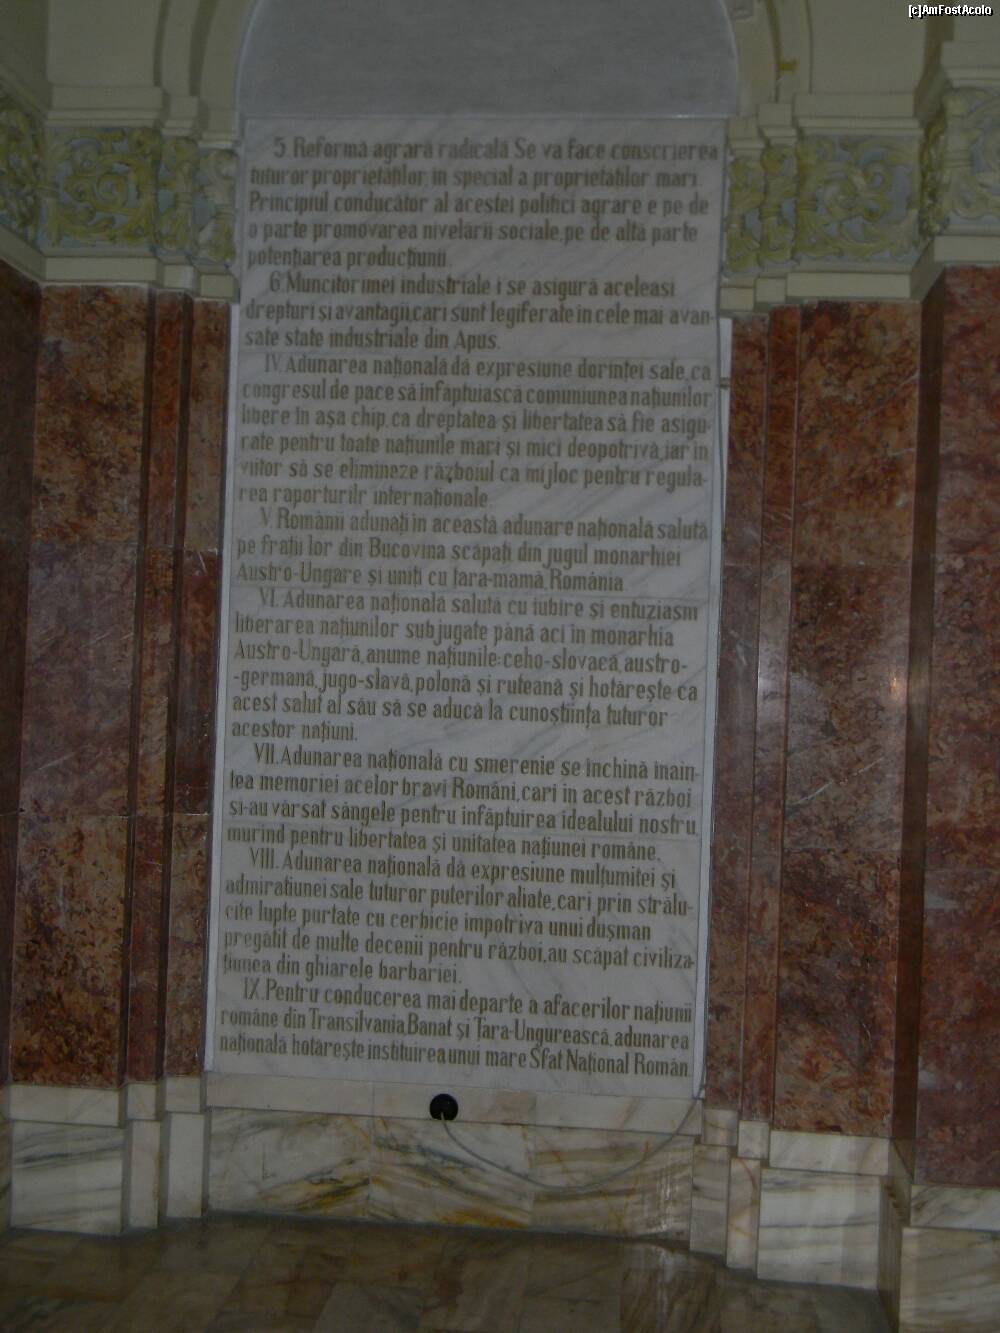 [c]AmFostAcolo
5. Reformă agrară radicală Se va face conscrierea
tuturor proprietăților, în special a proprietăților mari.
Principiul conducător al acestei politici agrare e pe de
o parte promovarea nivelării sociale, pe de altă parte
potențiarea producțiunii.
6. Muncitorimei industriale i se asigură aceleași
drepturi și avantagii, cari sunt legiferate în cele mai avan-
sate state industriale din Apus.
IV. Adunarea națională dă expresiune dorinței sale, ca
congresul de pace să înfăptuiască comuniunea națiunilor
libere în așa chip, ca dreptatea și libertatea să fie asigu-
rate pentru toate națiunile mari și mici deopotrivă, iar în
viitor să se elimineze războiul ca mijloc pentru regula-
rea raporturilr internaționale.
V. Românii adunați în această adunare națională salută
pe frații lor din Bucovina scăpați din jugul monarhiei
Austro-Ungare și uniți cu țara-mamă, România.
VI. Adunarea națională salută cu iubire și entuziasm
liberarea națiunilor subjugate până aci în monarhia
Austro-Ungară, anume națiunile: ceho-slovacă, austro-
-germană, jugo-slavă, polonă și ruteană și hotărește ca
acest salut al său să se aducă la cunoștiința tuturor
acestor națiuni.
VII. Adunarea națională cu smerenie se închină înain-
tea memoriei acelor bravi Români, cari în acest război
și-au vărsat sângele pentru înfăptuirea idealului nostru,
murind pentru libertatea și unitatea națiunei române.
VIII. Adunarea națională dă expresiune mulțumitei și
admirațiunei sale tuturor puterilor aliate, cari prin strălu-
cite lupte purtate cu cerbicie împotriva unui dușman
pregătit de multe decenii pentru război, au scăpat civiliza-
țiunea din ghiarele barbariei.
IX. Pentru conducerea mai departe a afacerilor națiunii
române din Transilvania, Banat și Țara-Ungurească, adunarea
națională hotărește instituirea unui mare Sfat Național Român.